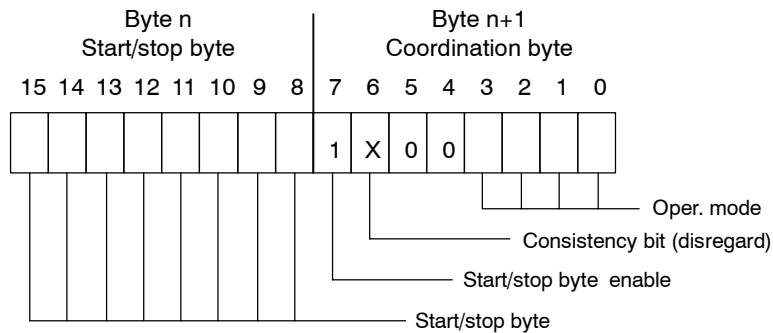 Byte n
Start/stop byte
Byte n+1
Coordination byte
15 14 13 12 11 10 9 8 7 6 5 4 3 2 1 0
1 X 0 0
Oper. mode
Consistency bit (disregard)
Start/stop byte enable
Start/stop byte